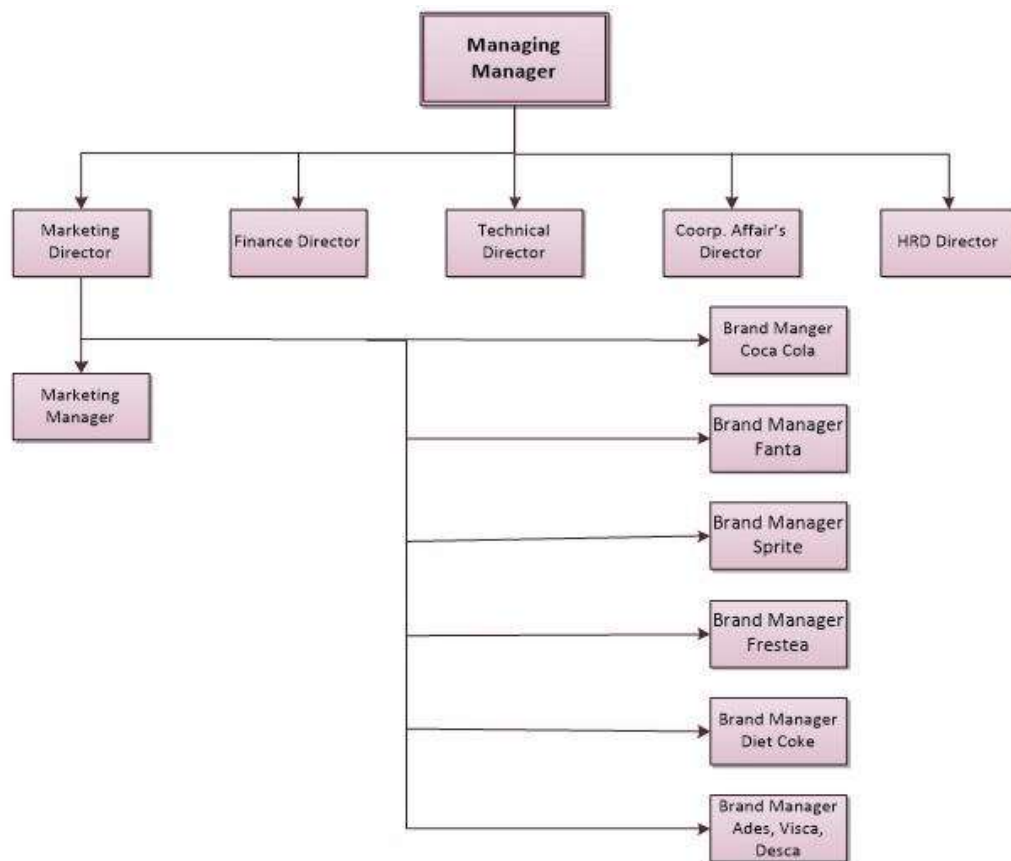 Managing
Manager
Marketing
Director
Finance Director
Technical
Director
Coorp. Affair's
Director
HRD Director
Brand Manger
Coca Cola
Marketing
Manager
Brand Manager
Fanta
Brand Manager
Sprite
Brand Manager
Frestea
Brand Manager
Diet Coke
Brand Manager
Ades, Visca,
Desca